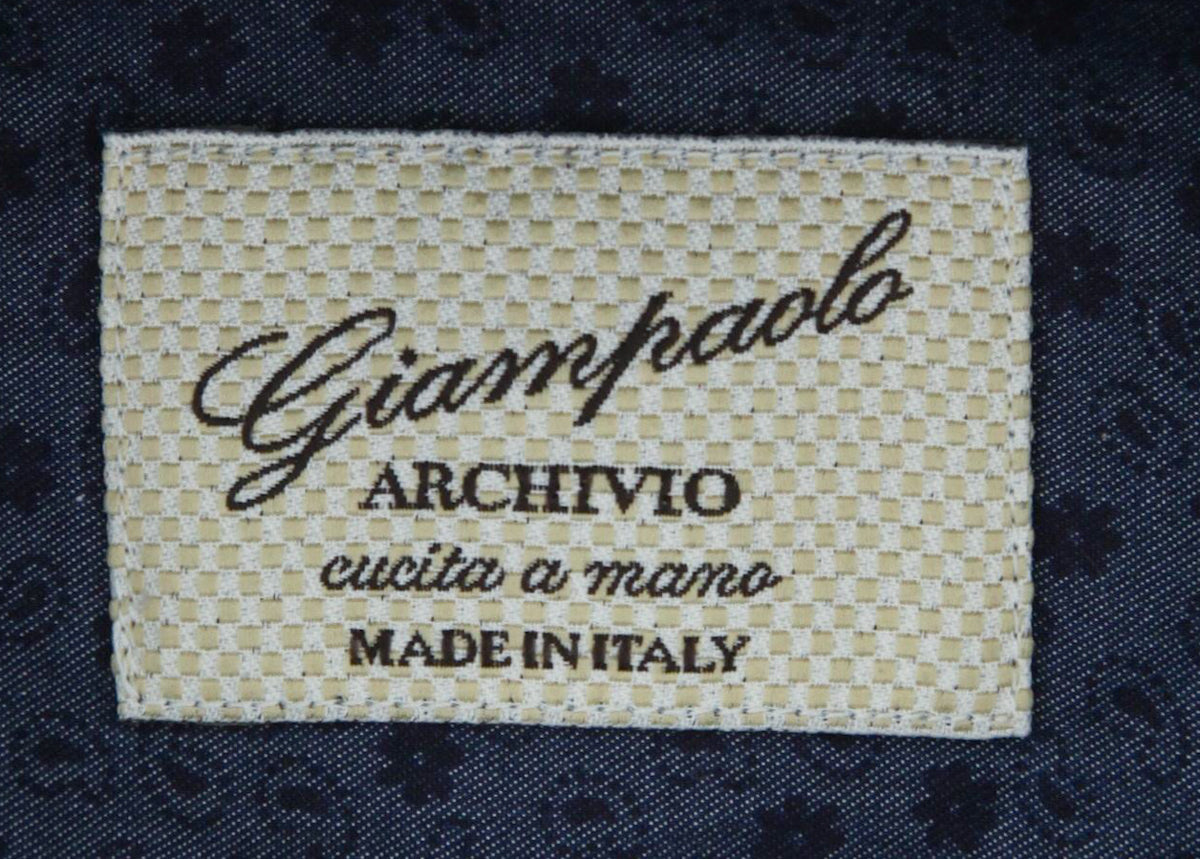 Giampaolo
ARCHIVIO
cucita a mano
MADE IN ITALY